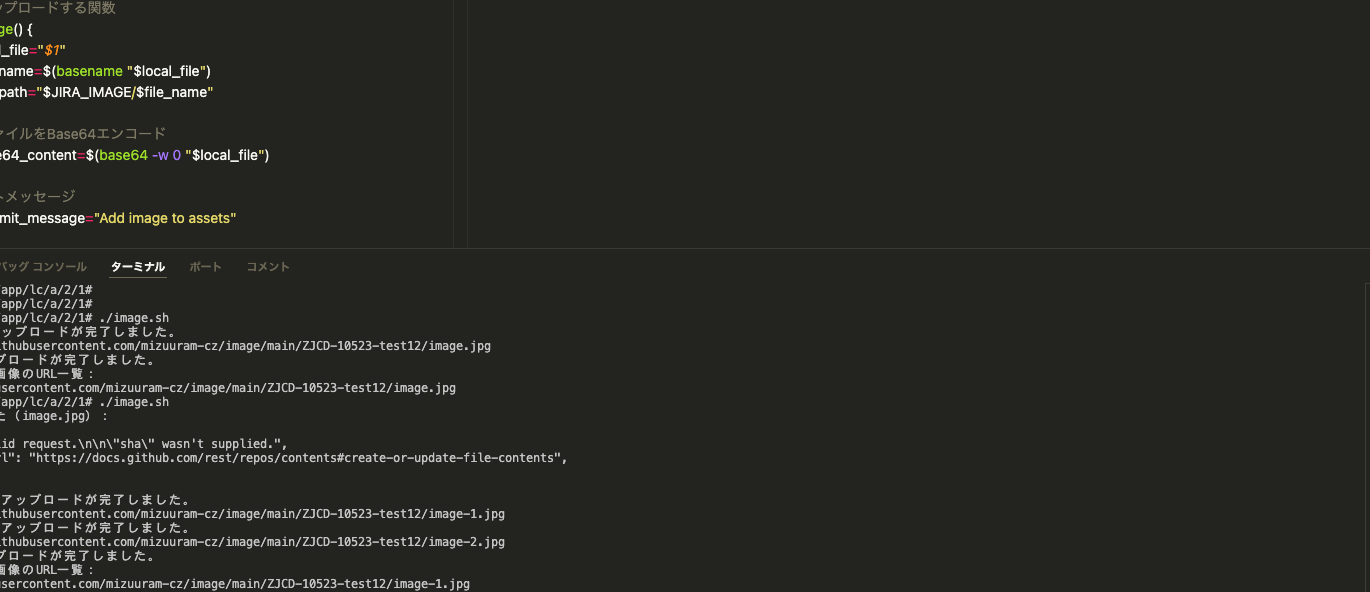 ップロードする関数
ge() {
l_file="$1"
name=$(basename "$local_file")
path="$JIRA_IMAGE/$file_name"
ァイルをBase64エンコード
e64_content=$(base64 -w 0 "$local_file")
トメッセージ
mit_message="Add image to assets"
バッグ コンソール ターミナル ポート コメント
/app/lc/a/2/1#
/app/lc/a/2/1#
/app/lc/a/2/1# ./image.sh
ップロードが完了しました。
ithubusercontent.com/mizuuram-cz/image/main/ZJCD-10523-test12/image.jpg
プロードが完了しました。
画像のURL一覧：
usercontent.com/mizuuram-cz/image/main/ZJCD-10523-test12/image.jpg
/app/lc/a/2/1# ./image.sh
た（image.jpg）：
lid request.\n\n\"sha\" wasn't supplied.",
rl": "https://docs.github.com/rest/repos/contents#create-or-update-file-contents",
アップロードが完了しました。
ithubusercontent.com/mizuuram-cz/image/main/ZJCD-10523-test12/image-1.jpg
アップロードが完了しました。
ithubusercontent.com/mizuuram-cz/image/main/ZJCD-10523-test12/image-2.jpg
プロードが完了しました。
画像のURL一覧：
usercontent.com/mizuuram-cz/image/main/ZJCD-10523-test12/image-1.jpg